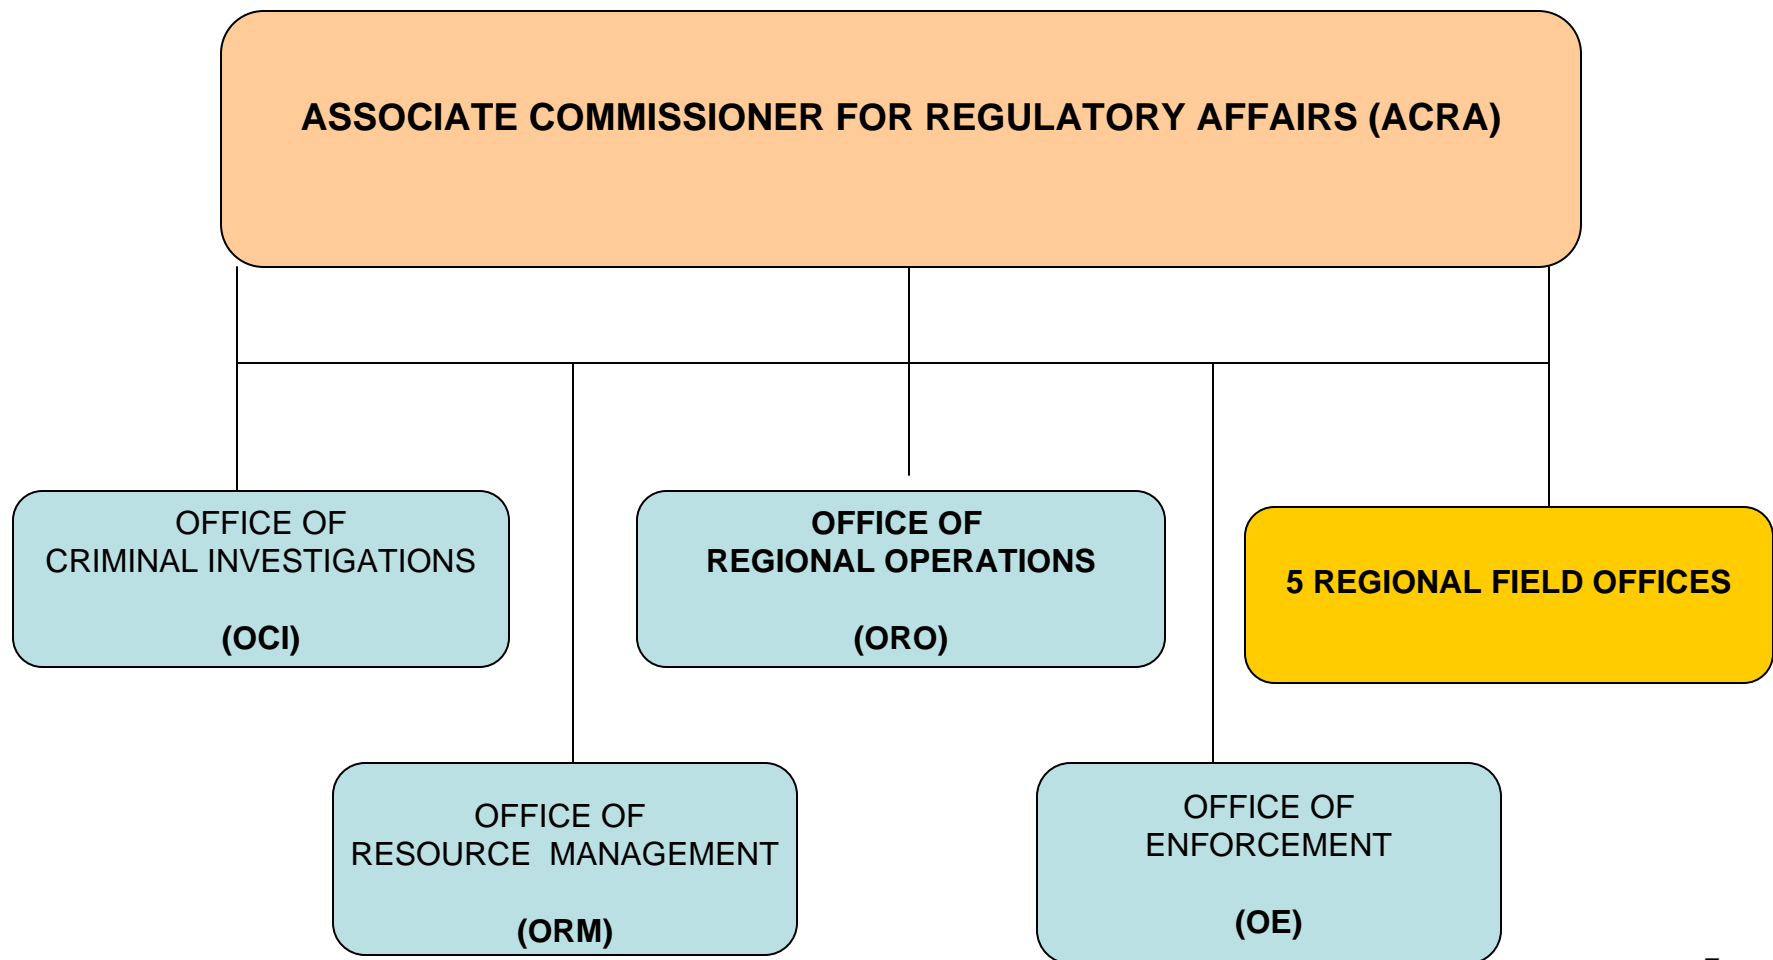 ASSOCIATE COMMISSIONER FOR REGULATORY AFFAIRS (ACRA)
OFFICE OF
CRIMINAL INVESTIGATIONS
(OCI)
OFFICE OF
REGIONAL OPERATIONS
(ORO)
5 REGIONAL FIELD OFFICES
OFFICE OF
RESOURCE MANAGEMENT
(ORM)
OFFICE OF
ENFORCEMENT
(OE)